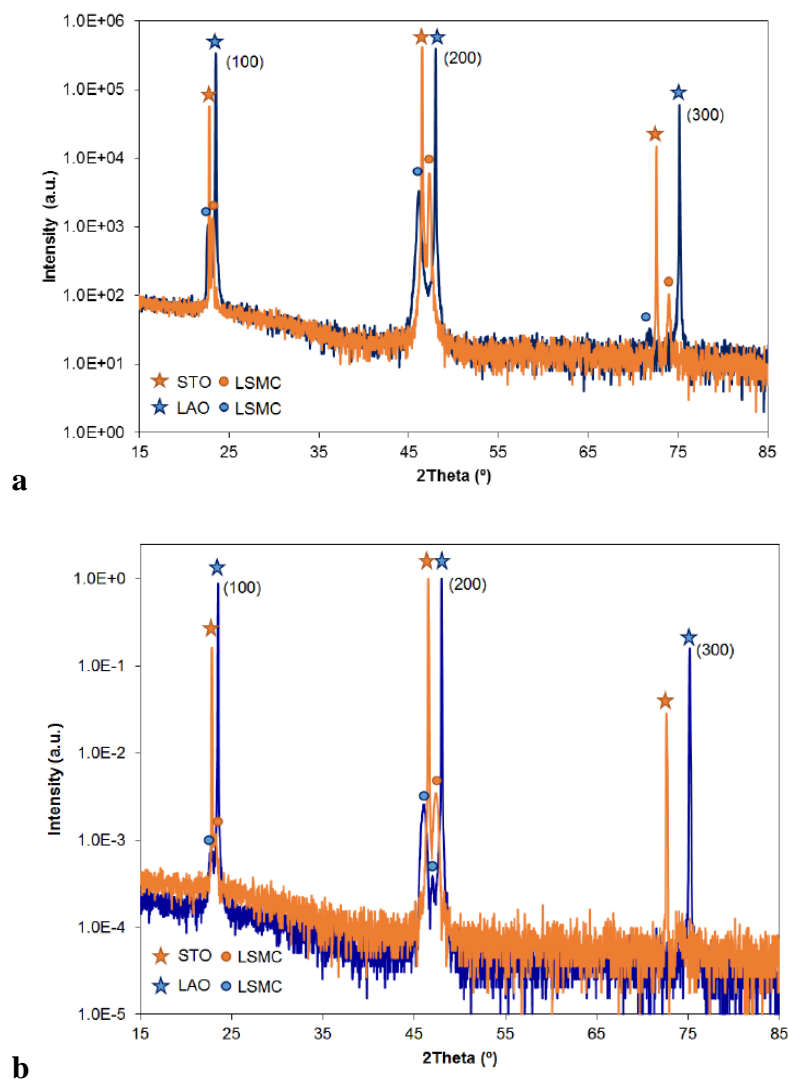 1.0E+06
(100)
(200)
1.0E+05
(300)
1.0E+04
1.0E+03
1.0E+02
1.0E+01
1.0E+00
Intensity (a.u.)
STO LSMC
LAO LSMC
15 25 35 45 55 65 75 85
2Theta (º)
a
1.0E+0
(100)
(200)
1.0E-1
(300)
1.0E-2
1.0E-3
1.0E-4
1.0E-5
Intensity (a.u.)
STO LSMC
LAO LSMC
15 25 35 45 55 65 75 85
2Theta (º)
b